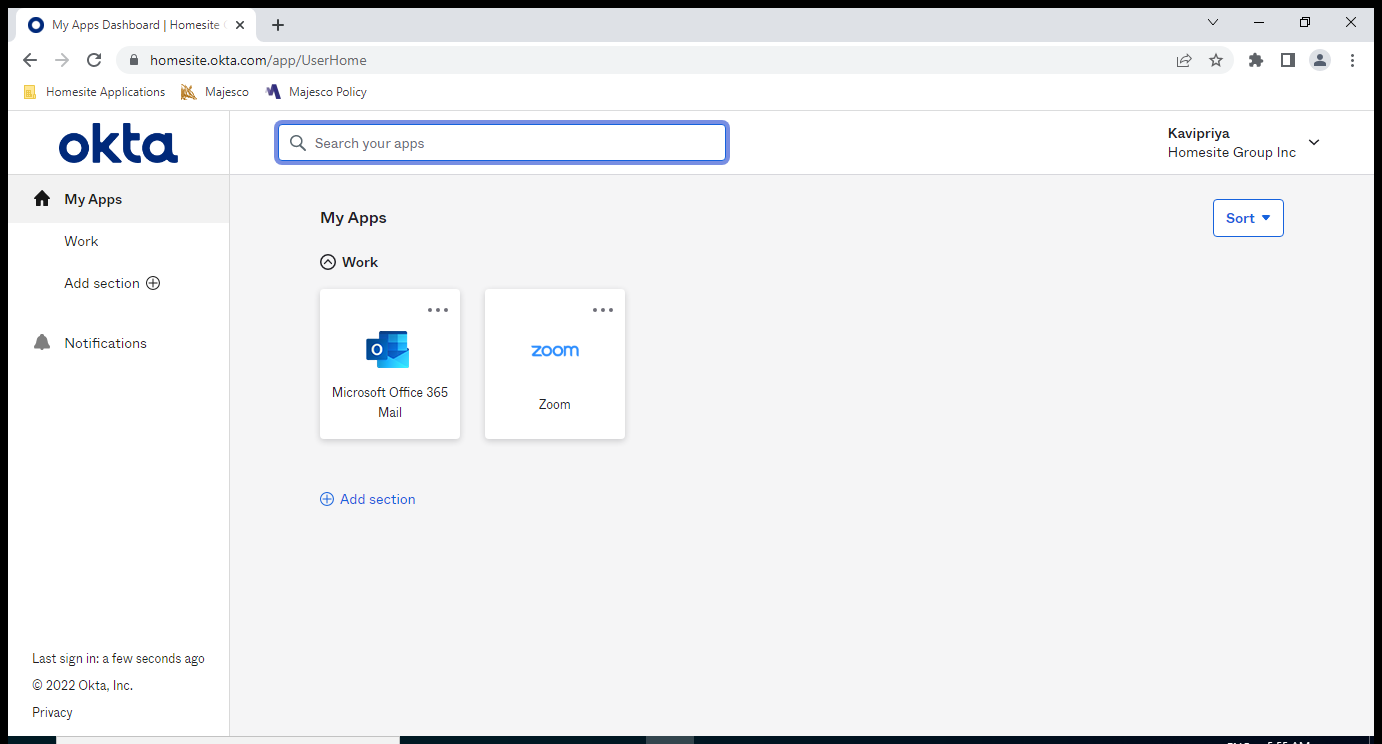 My Apps Dashboard | Homesite
homesite.okta.com/app/UserHome
Homesite Applications
Majesco
Majesco Policy
okta
Search your apps
Kavipriya
Homesite Group Inc
My Apps
Work
Add section
Notifications
My Apps
Sort
Work
O
Microsoft Office 365
Mail
zoom
Zoom
Add section
Last sign in: a few seconds ago
© 2022 Okta, Inc.
Privacy